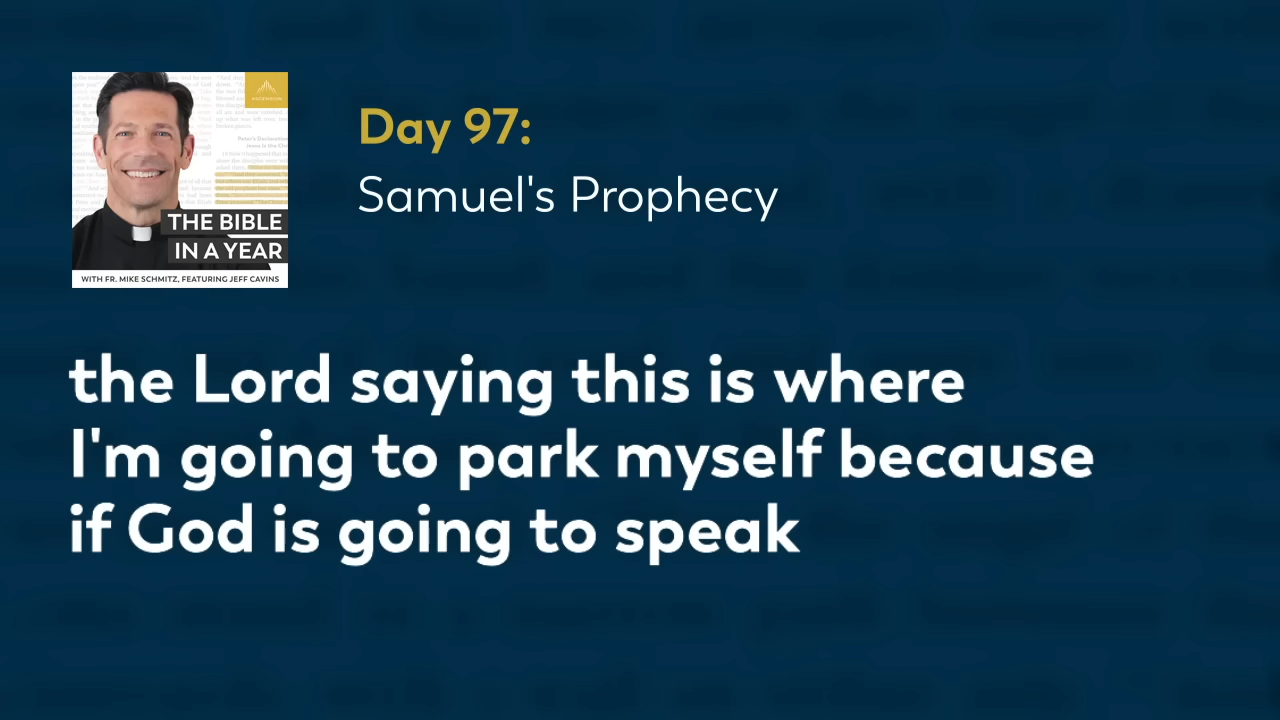 Day 97:
Samuel's Prophecy
THE BIBLE
IN A YEAR
WITH FR. MIKE SCHMITZ, FEATURING JEFF CAVINS
the Lord saying this is where
I'm going to park myself because
if God is going to speak